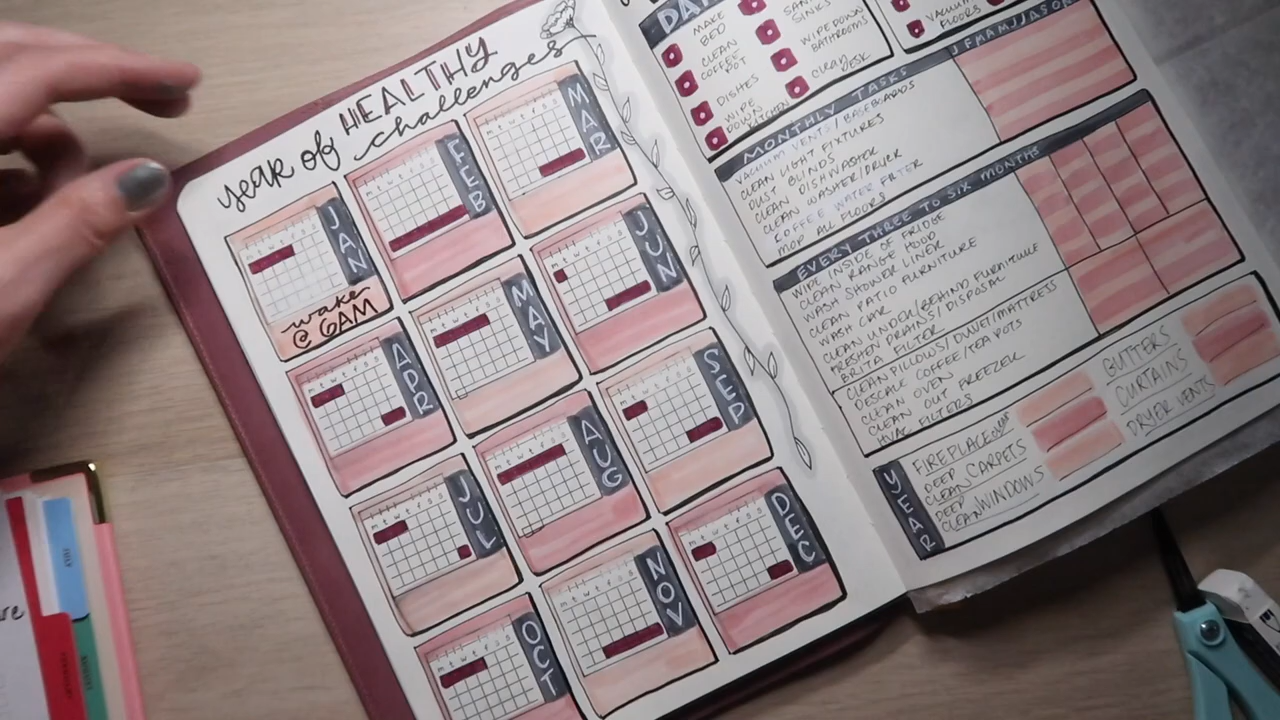 YEAR OF HEALTHY
challenges
JAN
m t w t f s s
wake
@ 6AM
FEB
m t w t f s s
MAR
m t w t f s s
APR
m t w t f s s
MAY
m t w t f s s
JUN
m t w t f s s
JUL
m t w t f s s
AUG
m t w t f s s
SEP
m t w t f s s
OCT
m t w t f s s
NOV
m t w t f s s
DEC
m t w t f s s
MAKE
BED
CLEAN
COFFEE
POT
DISHES
WIPE
DOWN
KITCHEN
SINKS
WIPE DOWN
BATHROOMS
CLEAR
DESK
VACUUM
FLOORS
MONTHLY TASKS
J F M A M J J A S O N
VACUUM VENTS/BASEBOARDS
CLEAN LIGHT FIXTURES
DUST BLINDS
CLEAN DISHWASHER
CLEAN WASHER/DRYER
KOFFEE WATER FILTER
MOP ALL FLOORS
EVERY THREE TO SIX MONTHS
WIPE INSIDE OF FRIDGE
CLEAN RANGE HOOD
WASH SHOWER LINER
CLEAN PATIO FURNITURE
WASH CAR
CLEAN UNDER/BEHIND FURNITURE
FRESHEN DRAINS/DISPOSAL
BRITA FILTER
CLEAN PILLOWS/DUVET/MATTRESS
DESCALE COFFEE/TEA POTS
CLEAN OVEN
CLEAN OUT FREEZER
HVAC FILTERS
YEAR
FIREPLACE
DEEP
CLEAN CARPETS
DEEP
CLEAN WINDOWS
GUTTERS
CURTAINS
DRYER VENTS